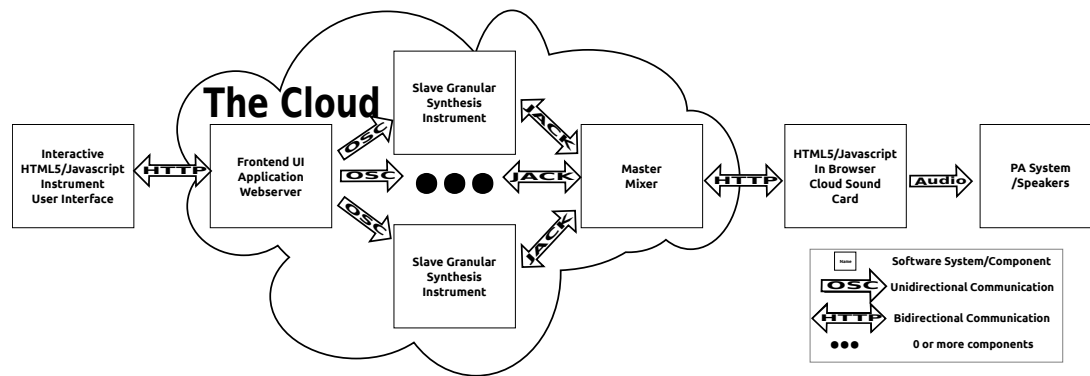 The Cloud
Interactive
HTML5/Javascript
Instrument
User Interface
HTTP
Frontend UI
Application
Webserver
OSC
OSC
OSC
Slave Granular
Synthesis
Instrument
Slave Granular
Synthesis
Instrument
JACK
JACK
JACK
Master
Mixer
HTTP
HTML5/Javascript
In Browser
Cloud Sound
Card
Audio
PA System
/Speakers
Name
Software System/Component
OSC
Unidirectional Communication
HTTP
Bidirectional Communication
0 or more components